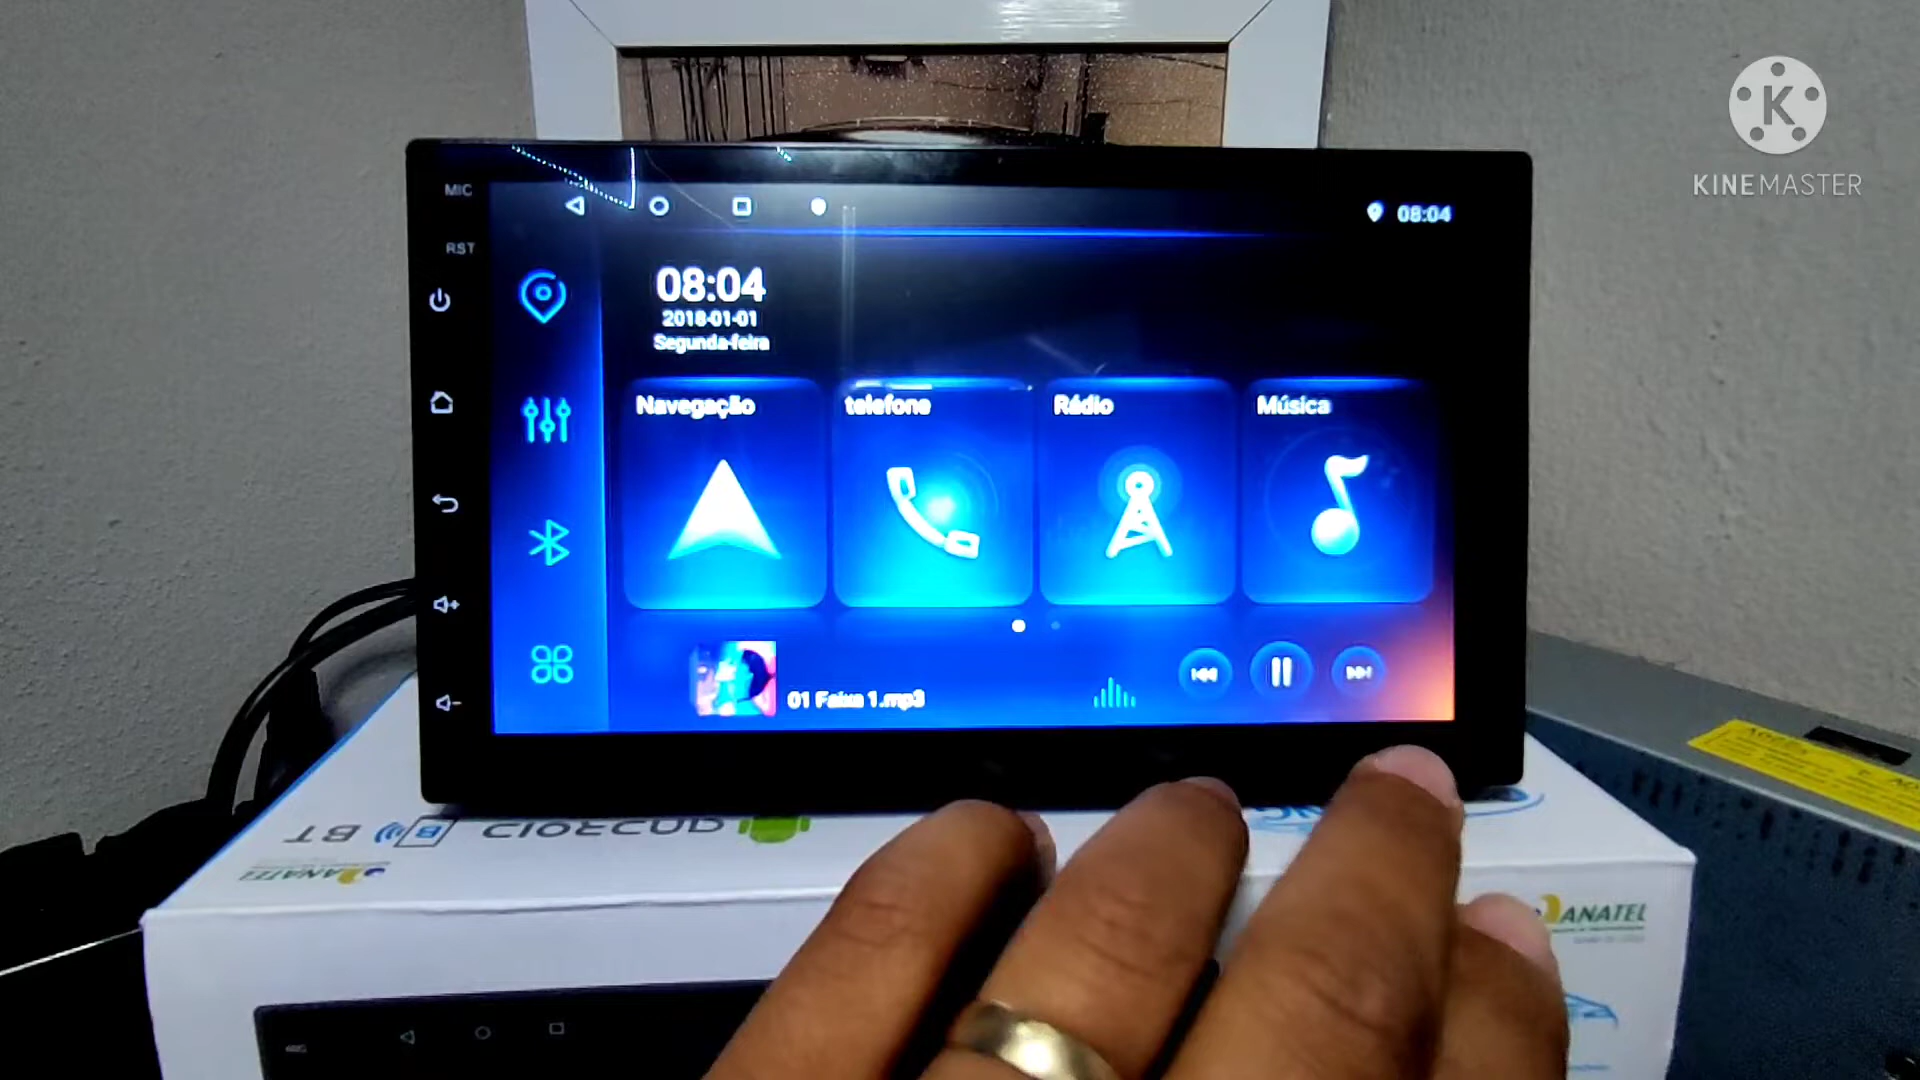 K
KINEMASTER
MIC
RST
08:04
08:04
2018-01-01
Segunda-feira
Navegação
telefone
Rádio
Música
01 Faixa 1.mp3
BT
ANDROID
ANATEL
ANATEL